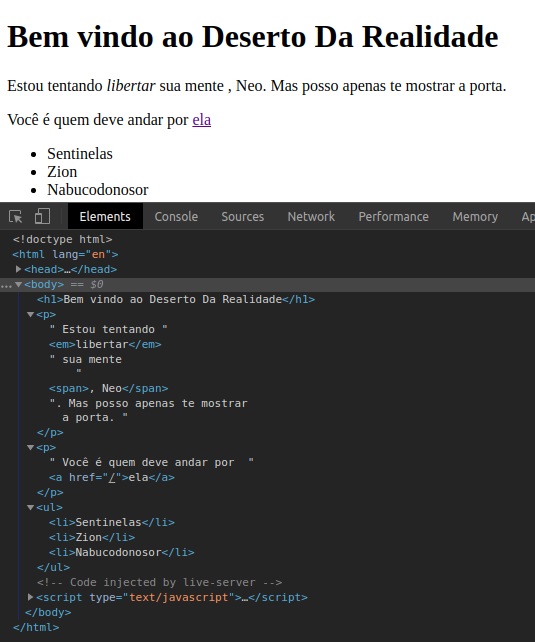 Bem vindo ao Deserto Da Realidade
Estou tentando libertar sua mente , Neo. Mas posso apenas te mostrar a porta.
Você é quem deve andar por ela
• Sentinelas
• Zion
• Nabucodonosor
Elements Console Sources Network Performance Memory Ap
<!doctype html>
<html lang="en">
<head>…</head>
<body> == $0
<h1>Bem vindo ao Deserto Da Realidade</h1>
<p>
" Estou tentando "
<em>libertar</em>
" sua mente
"
<span>, Neo</span>
". Mas posso apenas te mostrar
a porta. "
</p>
<p>
" Você é quem deve andar por  "
<a href="/">ela</a>
</p>
<ul>
<li>Sentinelas</li>
<li>Zion</li>
<li>Nabucodonosor</li>
</ul>
<!-- Code injected by live-server -->
<script type="text/javascript">…</script>
</body>
</html>